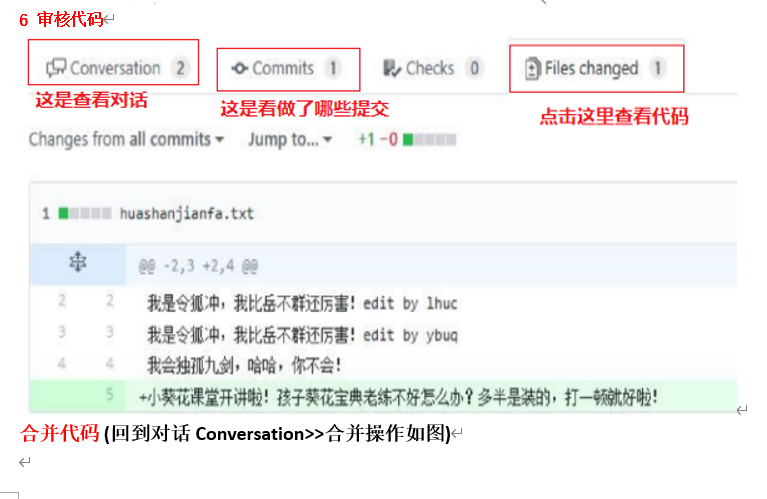 6 审核代码
Conversation 2 Commits 1 Checks 0 Files changed 1
这是查看对话 这是看做了哪些提交 点击这里查看代码
Changes from all commits Jump to... +1 −0
1 huashanjianfa.txt
@@ -2,3 +2,4 @@
2 2 我是令狐冲，我比岳不群还厉害！edit by lhuc
3 3 我是令狐冲，我比岳不群还厉害！edit by ybuq
4 4 我会独孤九剑，哈哈，你不会！
5 +小葵花课堂开讲啦！孩子葵花宝典老练不好怎么办？多半是装的，打一顿就好啦！
合并代码 (回到对话 Conversation>>合并操作如图)